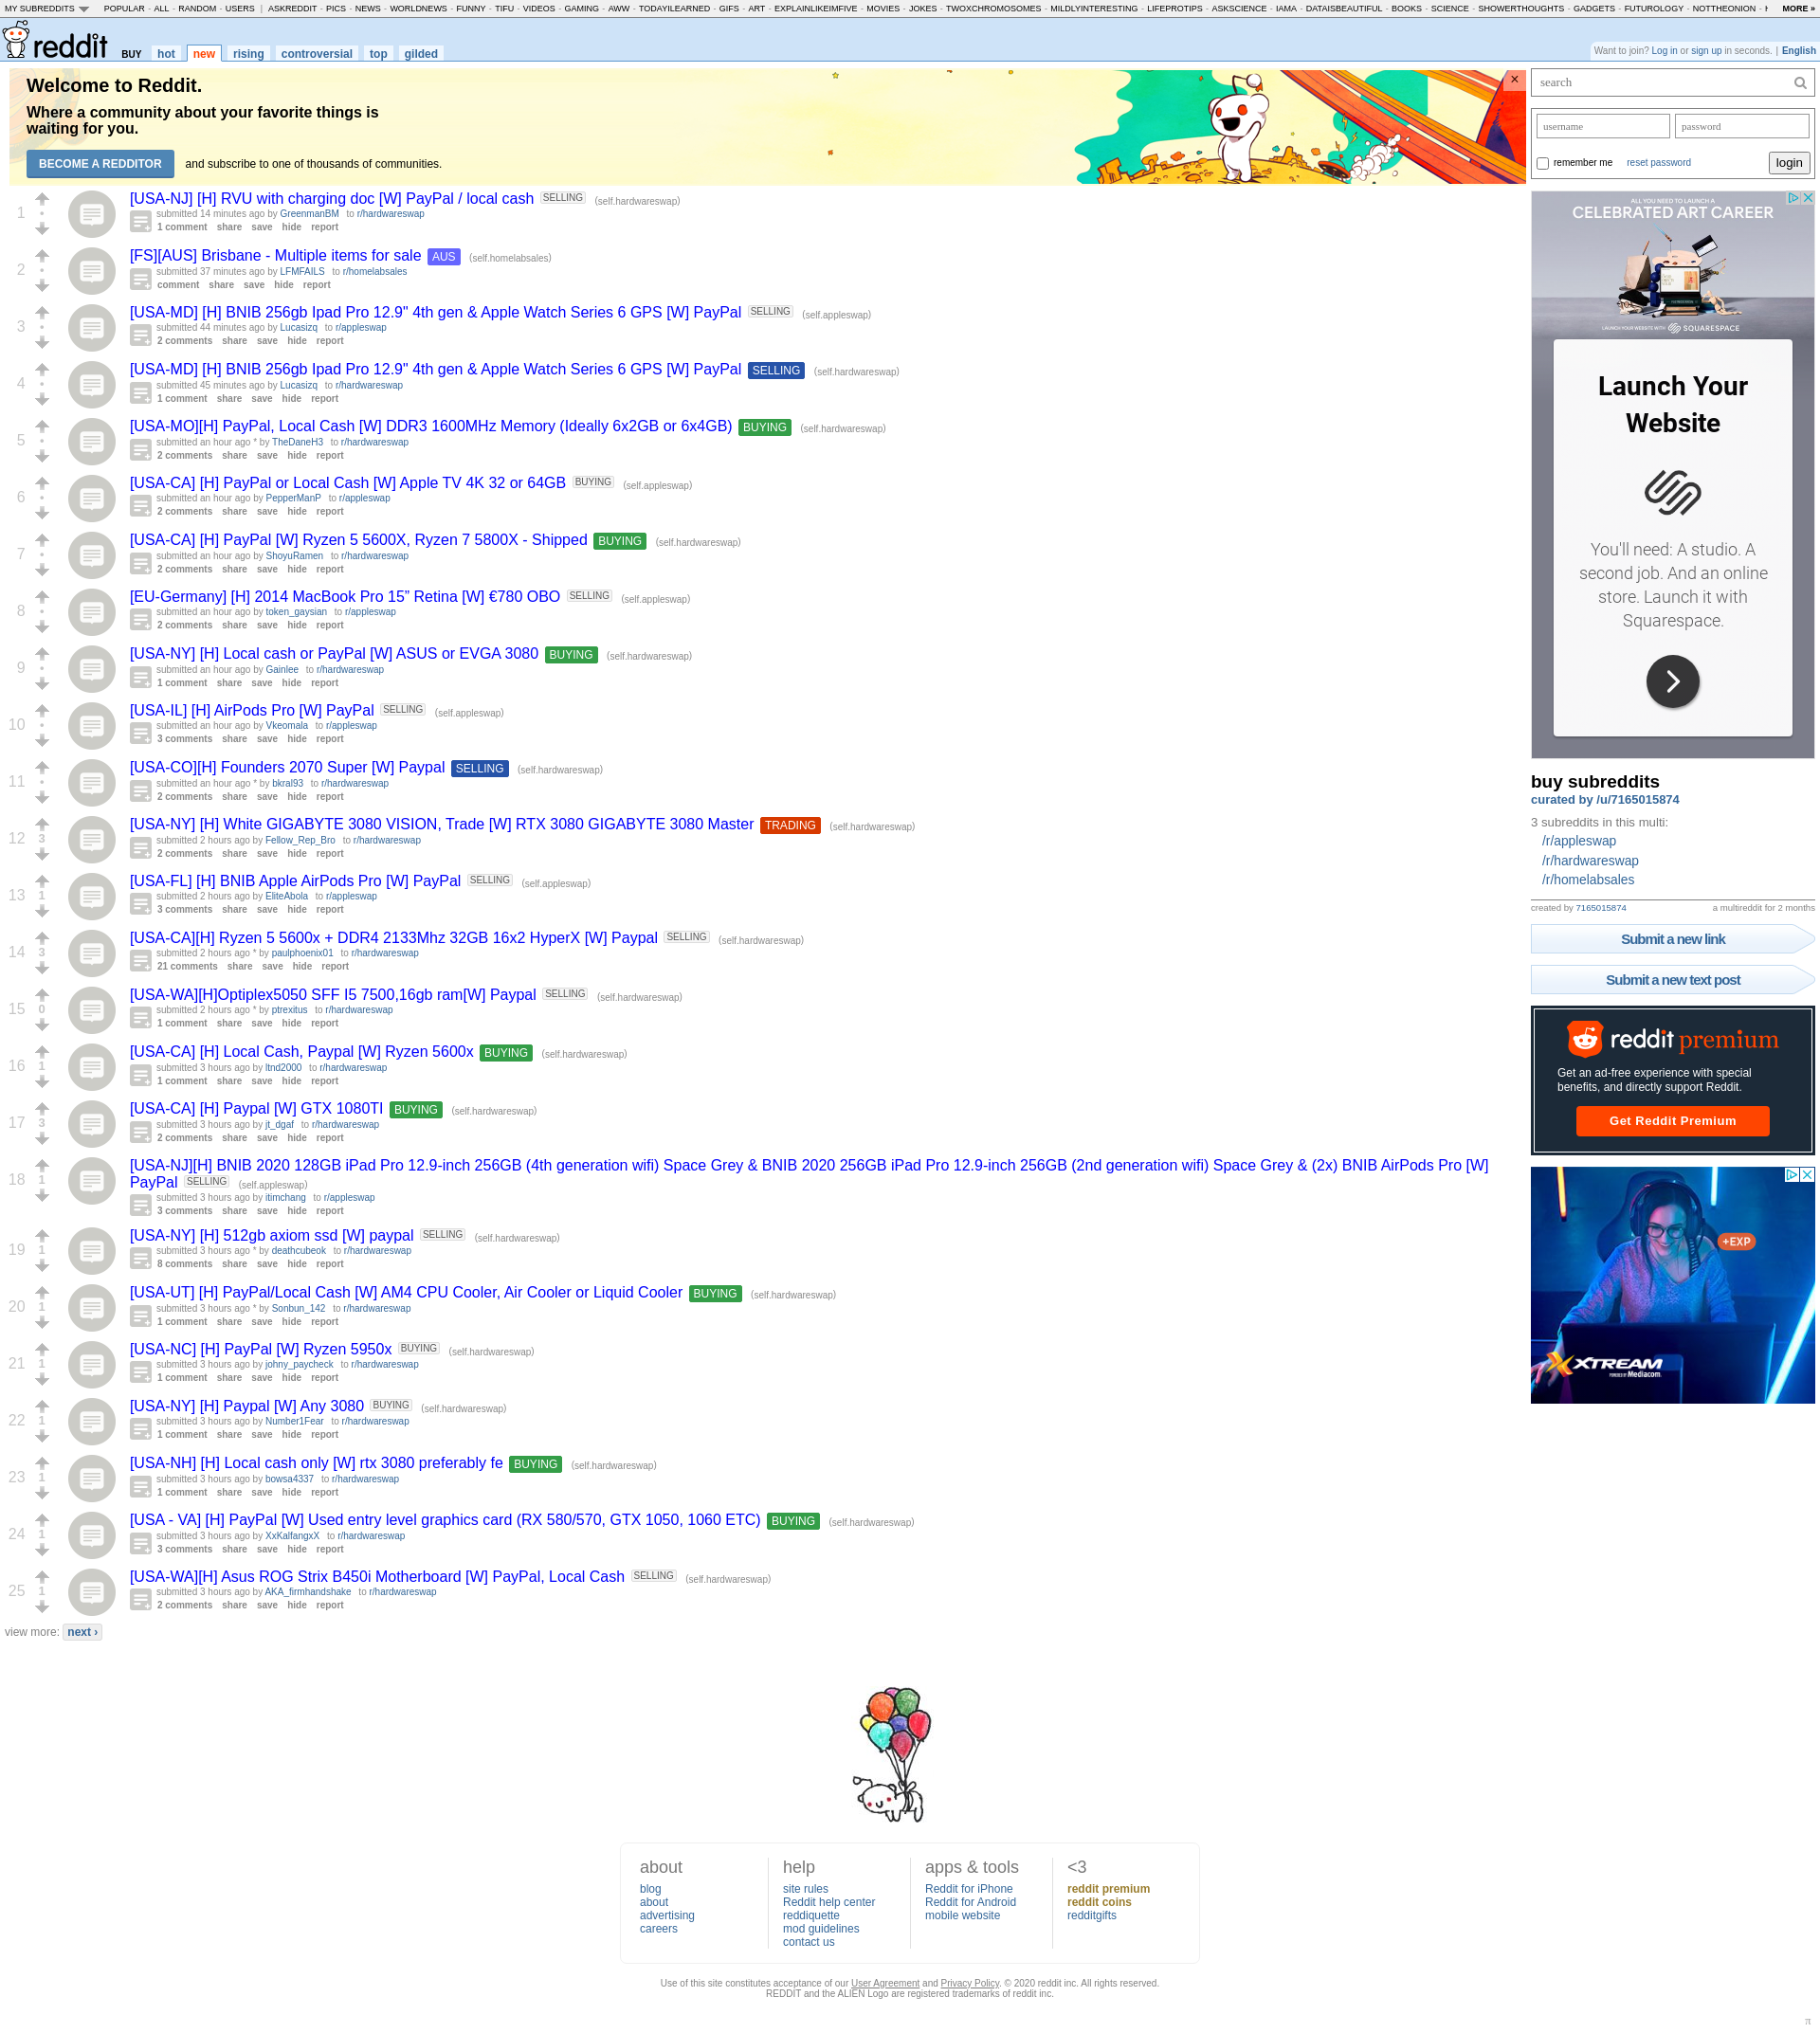 MY SUBREDDITS POPULAR - ALL - RANDOM - USERS | ASKREDDIT - PICS - NEWS - WORLDNEWS - FUNNY - TIFU - VIDEOS - GAMING - AWW - TODAYILEARNED - GIFS - ART - EXPLAINLIKEIMFIVE - MOVIES - JOKES - TWOXCHROMOSOMES - MILDLYINTERESTING - LIFEPROTIPS - ASKSCIENCE - IAMA - DATAISBEAUTIFUL - BOOKS - SCIENCE - SHOWERTHOUGHTS - GADGETS - FUTUROLOGY - NOTTHEONION - MORE »
reddit BUY hot new rising controversial top gilded
Want to join? Log in or sign up in seconds. | English
Welcome to Reddit.
Where a community about your favorite things is
waiting for you.
BECOME A REDDITOR and subscribe to one of thousands of communities.
×
1
[USA-NJ] [H] RVU with charging doc [W] PayPal / local cash SELLING (self.hardwareswap)
submitted 14 minutes ago by GreenmanBM to r/hardwareswap
1 comment share save hide report
2
[FS][AUS] Brisbane - Multiple items for sale AUS (self.homelabsales)
submitted 37 minutes ago by LFMFAILS to r/homelabsales
comment share save hide report
3
[USA-MD] [H] BNIB 256gb Ipad Pro 12.9" 4th gen & Apple Watch Series 6 GPS [W] PayPal SELLING (self.appleswap)
submitted 44 minutes ago by Lucasizq to r/appleswap
2 comments share save hide report
4
[USA-MD] [H] BNIB 256gb Ipad Pro 12.9" 4th gen & Apple Watch Series 6 GPS [W] PayPal SELLING (self.hardwareswap)
submitted 45 minutes ago by Lucasizq to r/hardwareswap
1 comment share save hide report
5
[USA-MO][H] PayPal, Local Cash [W] DDR3 1600MHz Memory (Ideally 6x2GB or 6x4GB) BUYING (self.hardwareswap)
submitted an hour ago * by TheDaneH3 to r/hardwareswap
2 comments share save hide report
6
[USA-CA] [H] PayPal or Local Cash [W] Apple TV 4K 32 or 64GB BUYING (self.appleswap)
submitted an hour ago by PepperManP to r/appleswap
2 comments share save hide report
7
[USA-CA] [H] PayPal [W] Ryzen 5 5600X, Ryzen 7 5800X - Shipped BUYING (self.hardwareswap)
submitted an hour ago by ShoyuRamen to r/hardwareswap
2 comments share save hide report
8
[EU-Germany] [H] 2014 MacBook Pro 15” Retina [W] €780 OBO SELLING (self.appleswap)
submitted an hour ago by token_gaysian to r/appleswap
2 comments share save hide report
9
[USA-NY] [H] Local cash or PayPal [W] ASUS or EVGA 3080 BUYING (self.hardwareswap)
submitted an hour ago by Gainlee to r/hardwareswap
1 comment share save hide report
10
[USA-IL] [H] AirPods Pro [W] PayPal SELLING (self.appleswap)
submitted an hour ago by Vkeomala to r/appleswap
3 comments share save hide report
11
[USA-CO][H] Founders 2070 Super [W] Paypal SELLING (self.hardwareswap)
submitted an hour ago * by bkral93 to r/hardwareswap
2 comments share save hide report
12 3
[USA-NY] [H] White GIGABYTE 3080 VISION, Trade [W] RTX 3080 GIGABYTE 3080 Master TRADING (self.hardwareswap)
submitted 2 hours ago by Fellow_Rep_Bro to r/hardwareswap
2 comments share save hide report
13 1
[USA-FL] [H] BNIB Apple AirPods Pro [W] PayPal SELLING (self.appleswap)
submitted 2 hours ago by EliteAbola to r/appleswap
3 comments share save hide report
14 3
[USA-CA][H] Ryzen 5 5600x + DDR4 2133Mhz 32GB 16x2 HyperX [W] Paypal SELLING (self.hardwareswap)
submitted 2 hours ago * by paulphoenix01 to r/hardwareswap
21 comments share save hide report
15 0
[USA-WA][H]Optiplex5050 SFF I5 7500,16gb ram[W] Paypal SELLING (self.hardwareswap)
submitted 2 hours ago * by ptrexitus to r/hardwareswap
1 comment share save hide report
16 1
[USA-CA] [H] Local Cash, Paypal [W] Ryzen 5600x BUYING (self.hardwareswap)
submitted 3 hours ago by ltnd2000 to r/hardwareswap
1 comment share save hide report
17 3
[USA-CA] [H] Paypal [W] GTX 1080TI BUYING (self.hardwareswap)
submitted 3 hours ago by jt_dgaf to r/hardwareswap
2 comments share save hide report
18 1
[USA-NJ][H] BNIB 2020 128GB iPad Pro 12.9-inch 256GB (4th generation wifi) Space Grey & BNIB 2020 256GB iPad Pro 12.9-inch 256GB (2nd generation wifi) Space Grey & (2x) BNIB AirPods Pro [W]
PayPal SELLING (self.appleswap)
submitted 3 hours ago by itimchang to r/appleswap
3 comments share save hide report
19 1
[USA-NY] [H] 512gb axiom ssd [W] paypal SELLING (self.hardwareswap)
submitted 3 hours ago * by deathcubeok to r/hardwareswap
8 comments share save hide report
20 1
[USA-UT] [H] PayPal/Local Cash [W] AM4 CPU Cooler, Air Cooler or Liquid Cooler BUYING (self.hardwareswap)
submitted 3 hours ago * by Sonbun_142 to r/hardwareswap
1 comment share save hide report
21 1
[USA-NC] [H] PayPal [W] Ryzen 5950x BUYING (self.hardwareswap)
submitted 3 hours ago by johny_paycheck to r/hardwareswap
1 comment share save hide report
22 1
[USA-NY] [H] Paypal [W] Any 3080 BUYING (self.hardwareswap)
submitted 3 hours ago by Number1Fear to r/hardwareswap
1 comment share save hide report
23 1
[USA-NH] [H] Local cash only [W] rtx 3080 preferably fe BUYING (self.hardwareswap)
submitted 3 hours ago by bowsa4337 to r/hardwareswap
1 comment share save hide report
24 1
[USA - VA] [H] PayPal [W] Used entry level graphics card (RX 580/570, GTX 1050, 1060 ETC) BUYING (self.hardwareswap)
submitted 3 hours ago by XxKalfangxX to r/hardwareswap
3 comments share save hide report
25 1
[USA-WA][H] Asus ROG Strix B450i Motherboard [W] PayPal, Local Cash SELLING (self.hardwareswap)
submitted 3 hours ago by AKA_firmhandshake to r/hardwareswap
2 comments share save hide report
view more: next ›
search
username password
remember me reset password login
ALL YOU NEED TO LAUNCH A
CELEBRATED ART CAREER
LAUNCH YOUR WEBSITE WITH SQUARESPACE
Launch Your
Website
You'll need: A studio. A
second job. And an online
store. Launch it with
Squarespace.
buy subreddits
curated by /u/7165015874
3 subreddits in this multi:
/r/appleswap
/r/hardwareswap
/r/homelabsales
created by 7165015874 a multireddit for 2 months
Submit a new link
Submit a new text post
reddit premium
Get an ad-free experience with special
benefits, and directly support Reddit.
Get Reddit Premium
+EXP
XTREAM
POWERED BY Mediacom
about
blog
about
advertising
careers
help
site rules
Reddit help center
reddiquette
mod guidelines
contact us
apps & tools
Reddit for iPhone
Reddit for Android
mobile website
<3
reddit premium
reddit coins
redditgifts
Use of this site constitutes acceptance of our User Agreement and Privacy Policy. © 2020 reddit inc. All rights reserved.
REDDIT and the ALIEN Logo are registered trademarks of reddit inc.
π